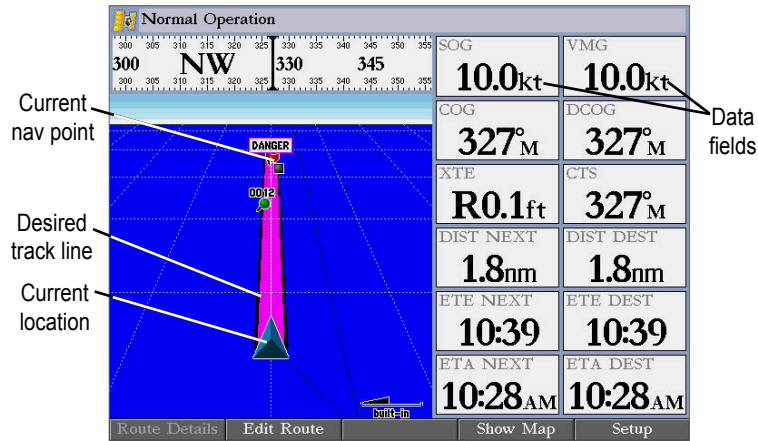 Normal Operation
300 305 310 315 320 325 330 335 340 345 350 355
300 NW 330 345
300 305 310 315 320 325 330 335 340 345 350 355
SOG
10.0kt
VMG
10.0kt
COG
327°M
DCOG
327°M
XTE
R0.1ft
CTS
327°M
DIST NEXT
1.8nm
DIST DEST
1.8nm
ETE NEXT
10:39
ETE DEST
10:39
ETA NEXT
10:28AM
ETA DEST
10:28AM
DANGER
0012
built-in
Route Details
Edit Route
Show Map
Setup
Current
nav point
Desired
track line
Current
location
Data
fields